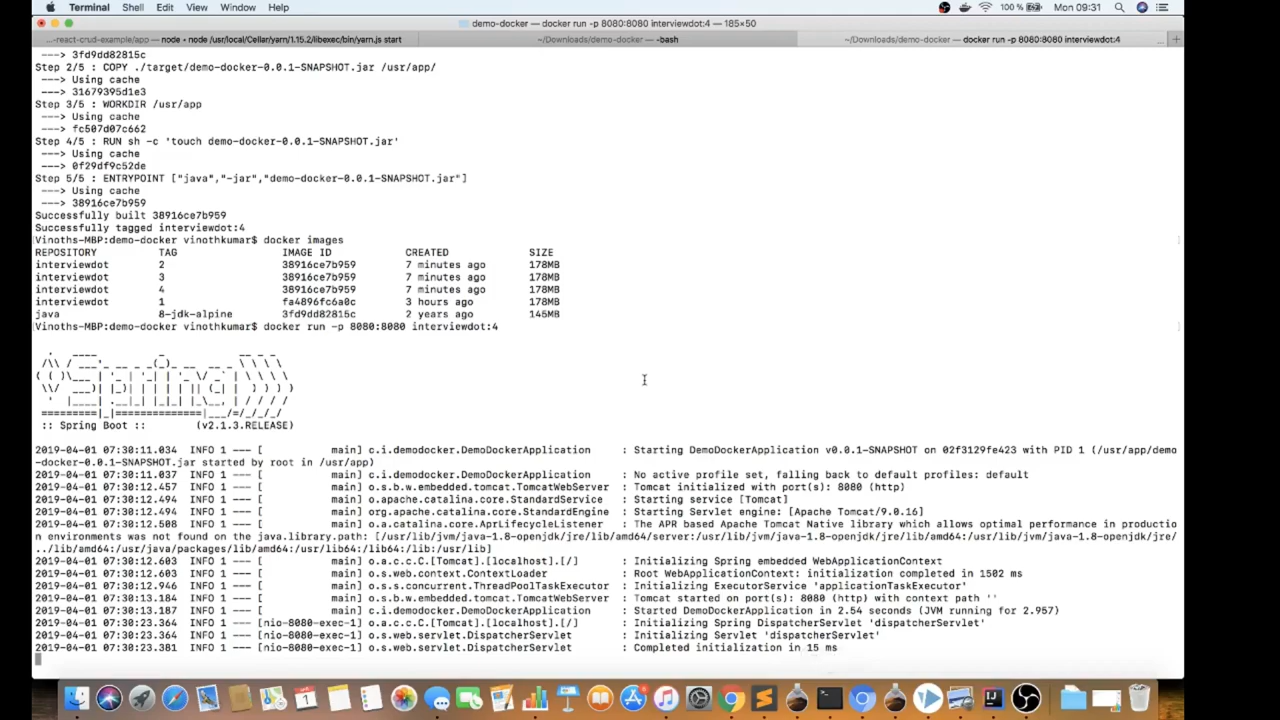 Terminal Shell Edit View Window Help 100 % Mon 09:31
demo-docker — docker run -p 8080:8080 interviewdot:4 — 185×50
...-react-crud-example/app — node • node /usr/local/Cellar/yarn/1.15.2/libexec/bin/yarn.js start ~/Downloads/demo-docker — -bash ~/Downloads/demo-docker — docker run -p 8080:8080 interviewdot:4 ... +
---> 3fd9dd82815c
Step 2/5 : COPY ./target/demo-docker-0.0.1-SNAPSHOT.jar /usr/app/
---> Using cache
---> 31679395d1e3
Step 3/5 : WORKDIR /usr/app
---> Using cache
---> fc507d07c662
Step 4/5 : RUN sh -c 'touch demo-docker-0.0.1-SNAPSHOT.jar'
---> Using cache
---> 0f29df9c52de
Step 5/5 : ENTRYPOINT ["java","-jar","demo-docker-0.0.1-SNAPSHOT.jar"]
---> Using cache
---> 38916ce7b959
Successfully built 38916ce7b959
Successfully tagged interviewdot:4
Vinoths-MBP:demo-docker vinothkumar$ docker images
REPOSITORY TAG IMAGE ID CREATED SIZE
interviewdot 2 38916ce7b959 7 minutes ago 178MB
interviewdot 3 38916ce7b959 7 minutes ago 178MB
interviewdot 4 38916ce7b959 7 minutes ago 178MB
interviewdot 1 fa4896fc6a0c 3 hours ago 178MB
java 8-jdk-alpine 3fd9dd82815c 2 years ago 145MB
Vinoths-MBP:demo-docker vinothkumar$ docker run -p 8080:8080 interviewdot:4
Spring
:: Spring Boot :: (v2.1.3.RELEASE)
2019-04-01 07:30:11.034 INFO 1 --- [ main] c.i.demodocker.DemoDockerApplication : Starting DemoDockerApplication v0.0.1-SNAPSHOT on 02f3129fe423 with PID 1 (/usr/app/demo
-docker-0.0.1-SNAPSHOT.jar started by root in /usr/app)
2019-04-01 07:30:11.037 INFO 1 --- [ main] c.i.demodocker.DemoDockerApplication : No active profile set, falling back to default profiles: default
2019-04-01 07:30:12.457 INFO 1 --- [ main] o.s.b.w.embedded.tomcat.TomcatWebServer : Tomcat initialized with port(s): 8080 (http)
2019-04-01 07:30:12.494 INFO 1 --- [ main] o.apache.catalina.core.StandardService : Starting service [Tomcat]
2019-04-01 07:30:12.494 INFO 1 --- [ main] org.apache.catalina.core.StandardEngine : Starting Servlet engine: [Apache Tomcat/9.0.16]
2019-04-01 07:30:12.508 INFO 1 --- [ main] o.a.catalina.core.AprLifecycleListener : The APR based Apache Tomcat Native library which allows optimal performance in productio
n environments was not found on the java.library.path: [/usr/lib/jvm/java-1.8-openjdk/jre/lib/amd64/server:/usr/lib/jvm/java-1.8-openjdk/jre/lib/amd64:/usr/lib/jvm/java-1.8-openjdk/jre/
../lib/amd64:/usr/java/packages/lib/amd64:/usr/lib64:/lib64:/lib:/usr/lib]
2019-04-01 07:30:12.603 INFO 1 --- [ main] o.a.c.c.C.[Tomcat].[localhost].[/] : Initializing Spring embedded WebApplicationContext
2019-04-01 07:30:12.603 INFO 1 --- [ main] o.s.web.context.ContextLoader : Root WebApplicationContext: initialization completed in 1502 ms
2019-04-01 07:30:12.946 INFO 1 --- [ main] o.s.s.concurrent.ThreadPoolTaskExecutor : Initializing ExecutorService 'applicationTaskExecutor'
2019-04-01 07:30:13.187 INFO 1 --- [ main] o.s.b.w.embedded.tomcat.TomcatWebServer : Tomcat started on port(s): 8080 (http) with context path ''
2019-04-01 07:30:13.191 INFO 1 --- [ main] c.i.demodocker.DemoDockerApplication : Started DemoDockerApplication in 2.54 seconds (JVM running for 2.957)
2019-04-01 07:30:23.364 INFO 1 --- [nio-8080-exec-1] o.a.c.c.C.[Tomcat].[localhost].[/] : Initializing Spring DispatcherServlet 'dispatcherServlet'
2019-04-01 07:30:23.365 INFO 1 --- [nio-8080-exec-1] o.s.web.servlet.DispatcherServlet : Initializing Servlet 'dispatcherServlet'
2019-04-01 07:30:23.381 INFO 1 --- [nio-8080-exec-1] o.s.web.servlet.DispatcherServlet : Completed initialization in 15 ms